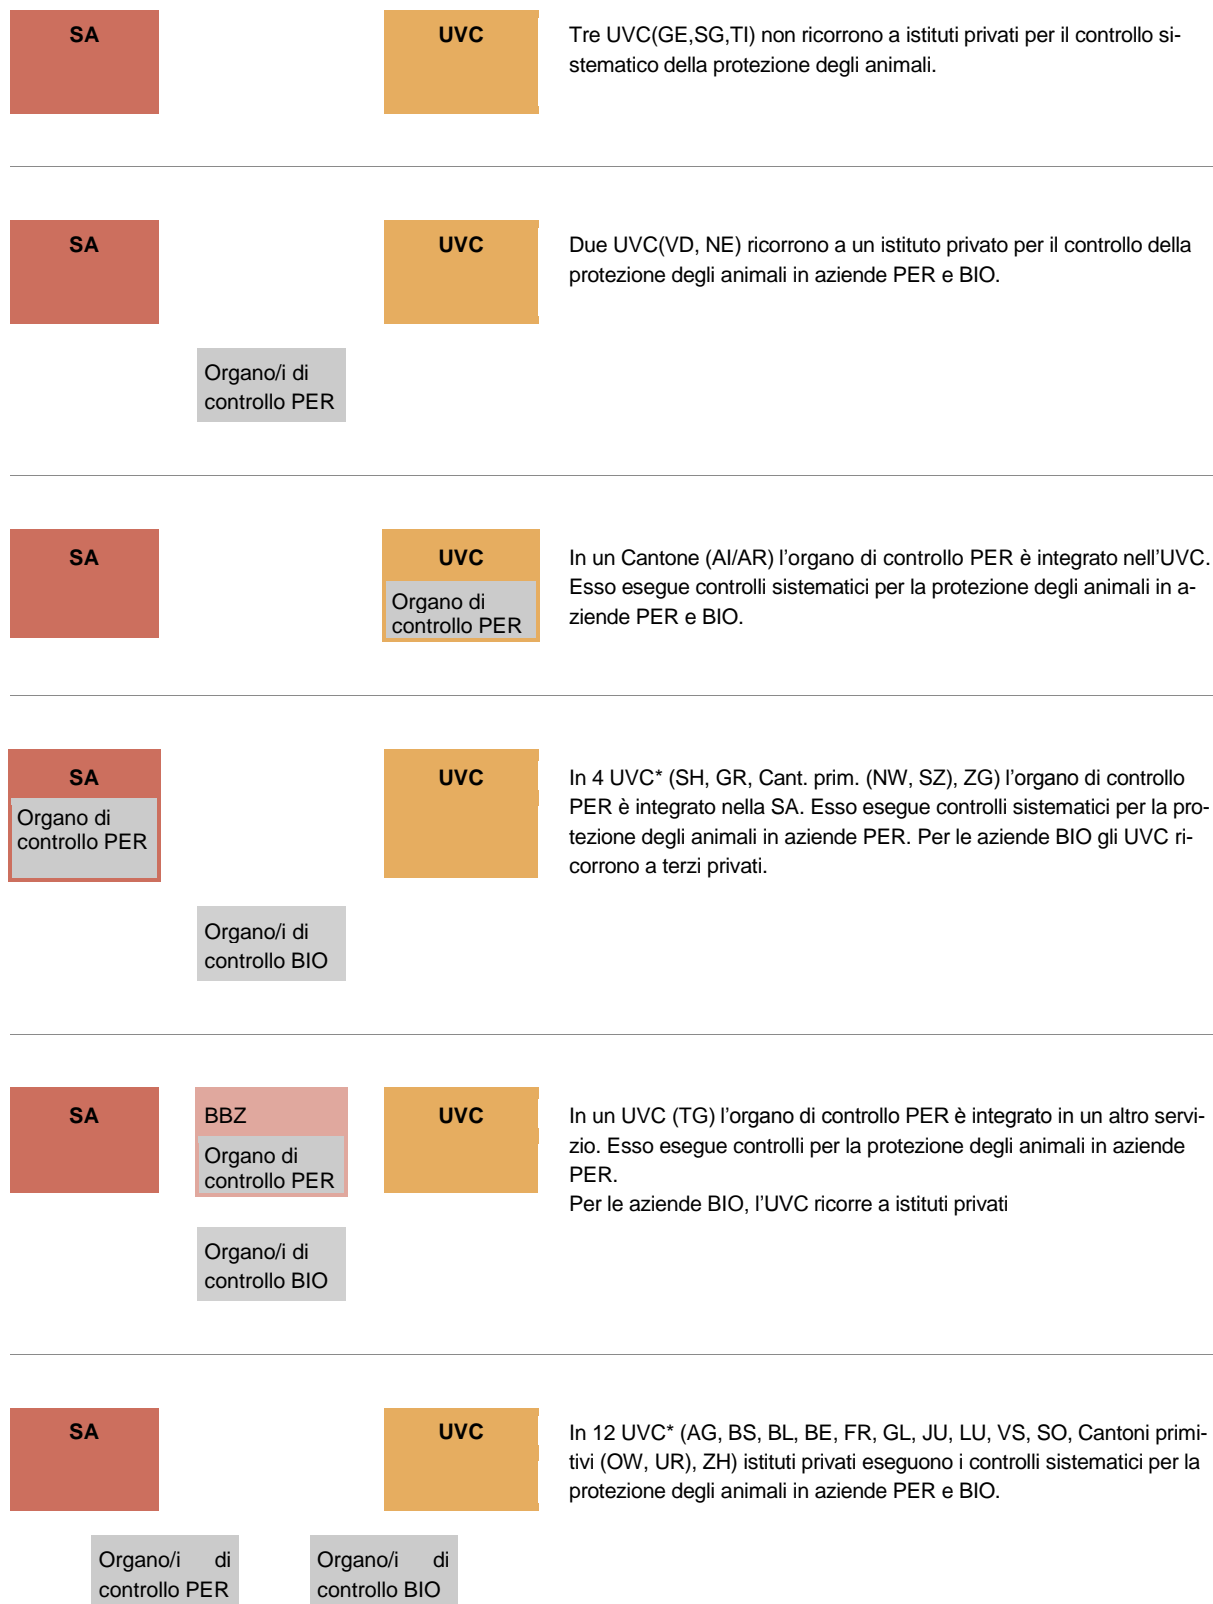 SA
UVC
Tre UVC(GE,SG,TI) non ricorrono a istituti privati per il controllo si-
stematico della protezione degli animali.
SA
UVC
Due UVC(VD, NE) ricorrono a un istituto privato per il controllo della
protezione degli animali in aziende PER e BIO.
Organo/i di
controllo PER
SA
UVC
Organo di
controllo PER
In un Cantone (AI/AR) l'organo di controllo PER è integrato nell'UVC.
Esso esegue controlli sistematici per la protezione degli animali in a-
ziende PER e BIO.
SA
Organo di
controllo PER
UVC
In 4 UVC* (SH, GR, Cant. prim. (NW, SZ), ZG) l'organo di controllo
PER è integrato nella SA. Esso esegue controlli sistematici per la pro-
tezione degli animali in aziende PER. Per le aziende BIO gli UVC ri-
corrono a terzi privati.
Organo/i di
controllo BIO
SA
BBZ
Organo di
controllo PER
UVC
In un UVC (TG) l'organo di controllo PER è integrato in un altro servi-
zio. Esso esegue controlli per la protezione degli animali in aziende
PER.
Per le aziende BIO, l'UVC ricorre a istituti privati
Organo/i di
controllo BIO
SA
UVC
In 12 UVC* (AG, BS, BL, BE, FR, GL, JU, LU, VS, SO, Cantoni primi-
tivi (OW, UR), ZH) istituti privati eseguono i controlli sistematici per la
protezione degli animali in aziende PER e BIO.
Organo/i di
controllo PER
Organo/i di
controllo BIO